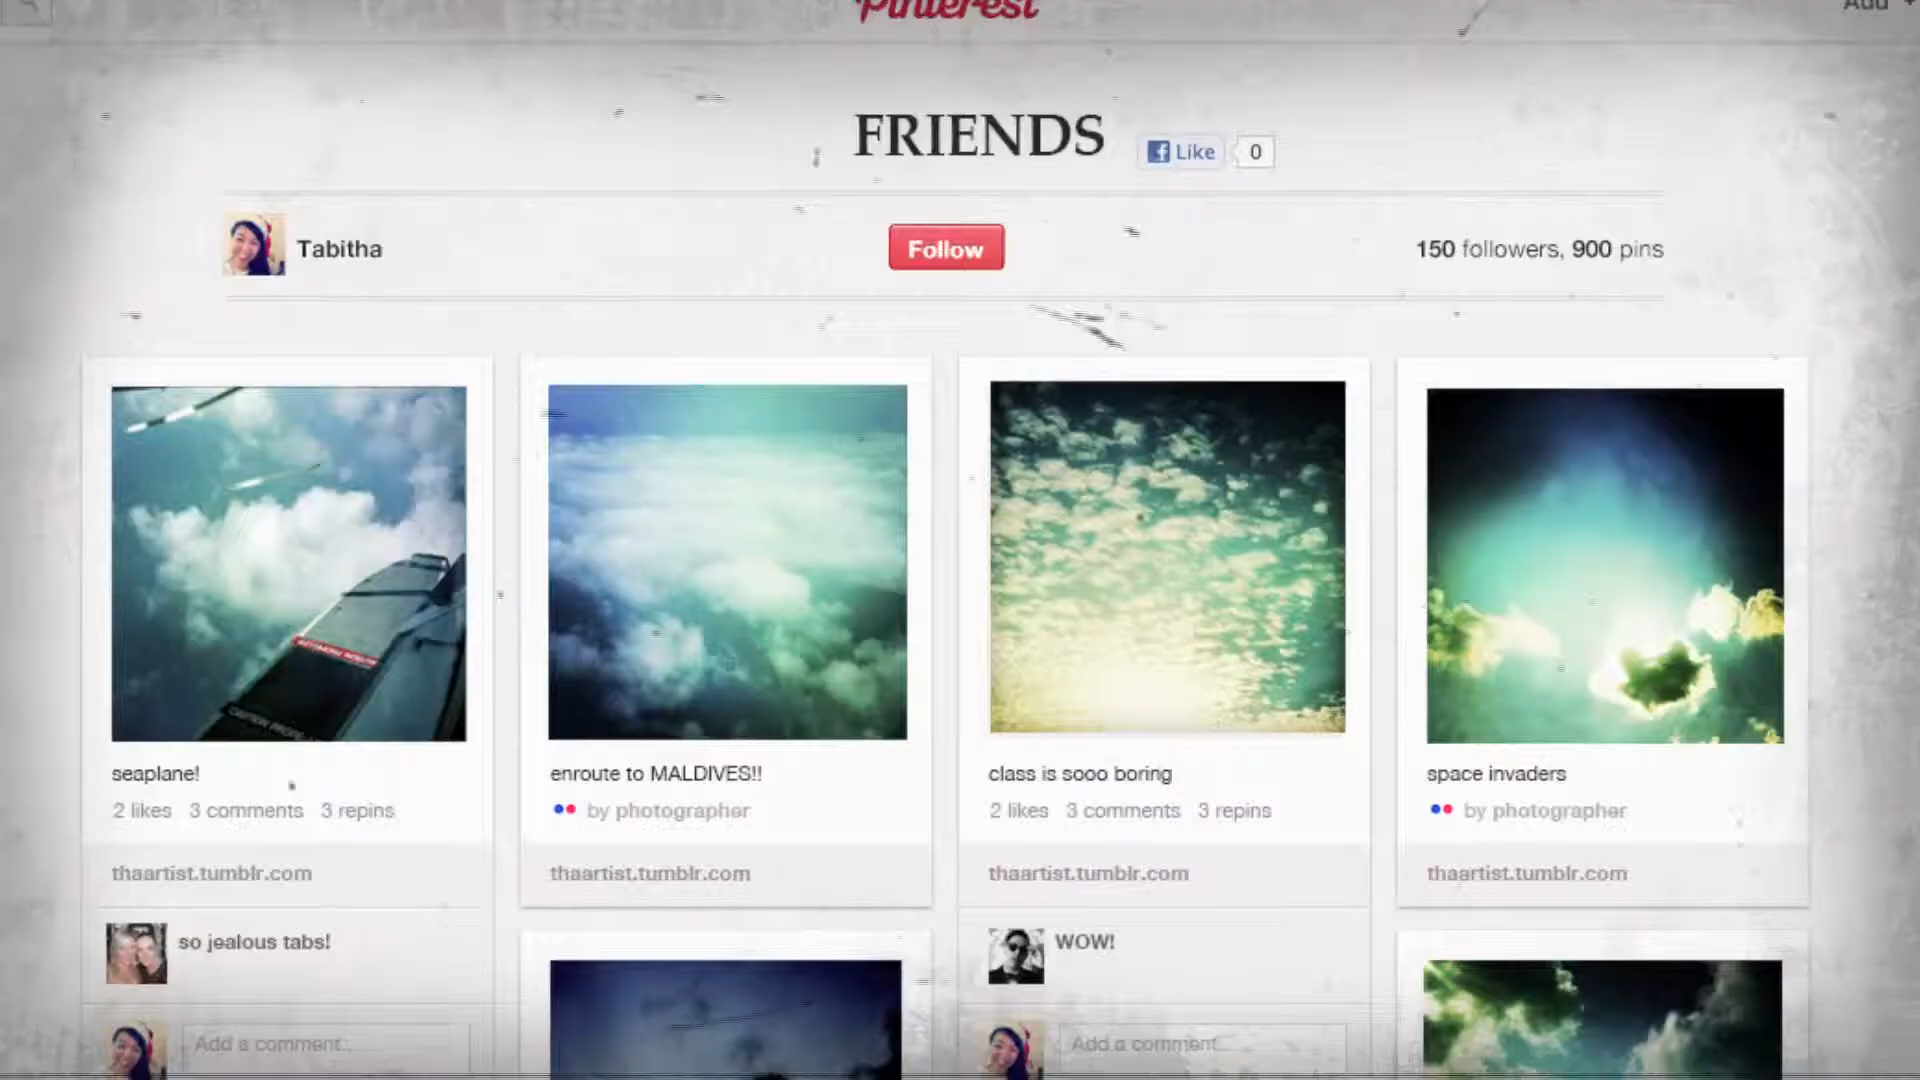 Pinterest
Add +
FRIENDS
Like
0
Tabitha
Follow
150 followers, 900 pins
seaplane!
2 likes 3 comments 3 repins
thaartist.tumblr.com
so jealous tabs!
Add a comment...
enroute to MALDIVES!!
by photographer
thaartist.tumblr.com
class is sooo boring
2 likes 3 comments 3 repins
thaartist.tumblr.com
WOW!
Add a comment...
space invaders
by photographer
thaartist.tumblr.com